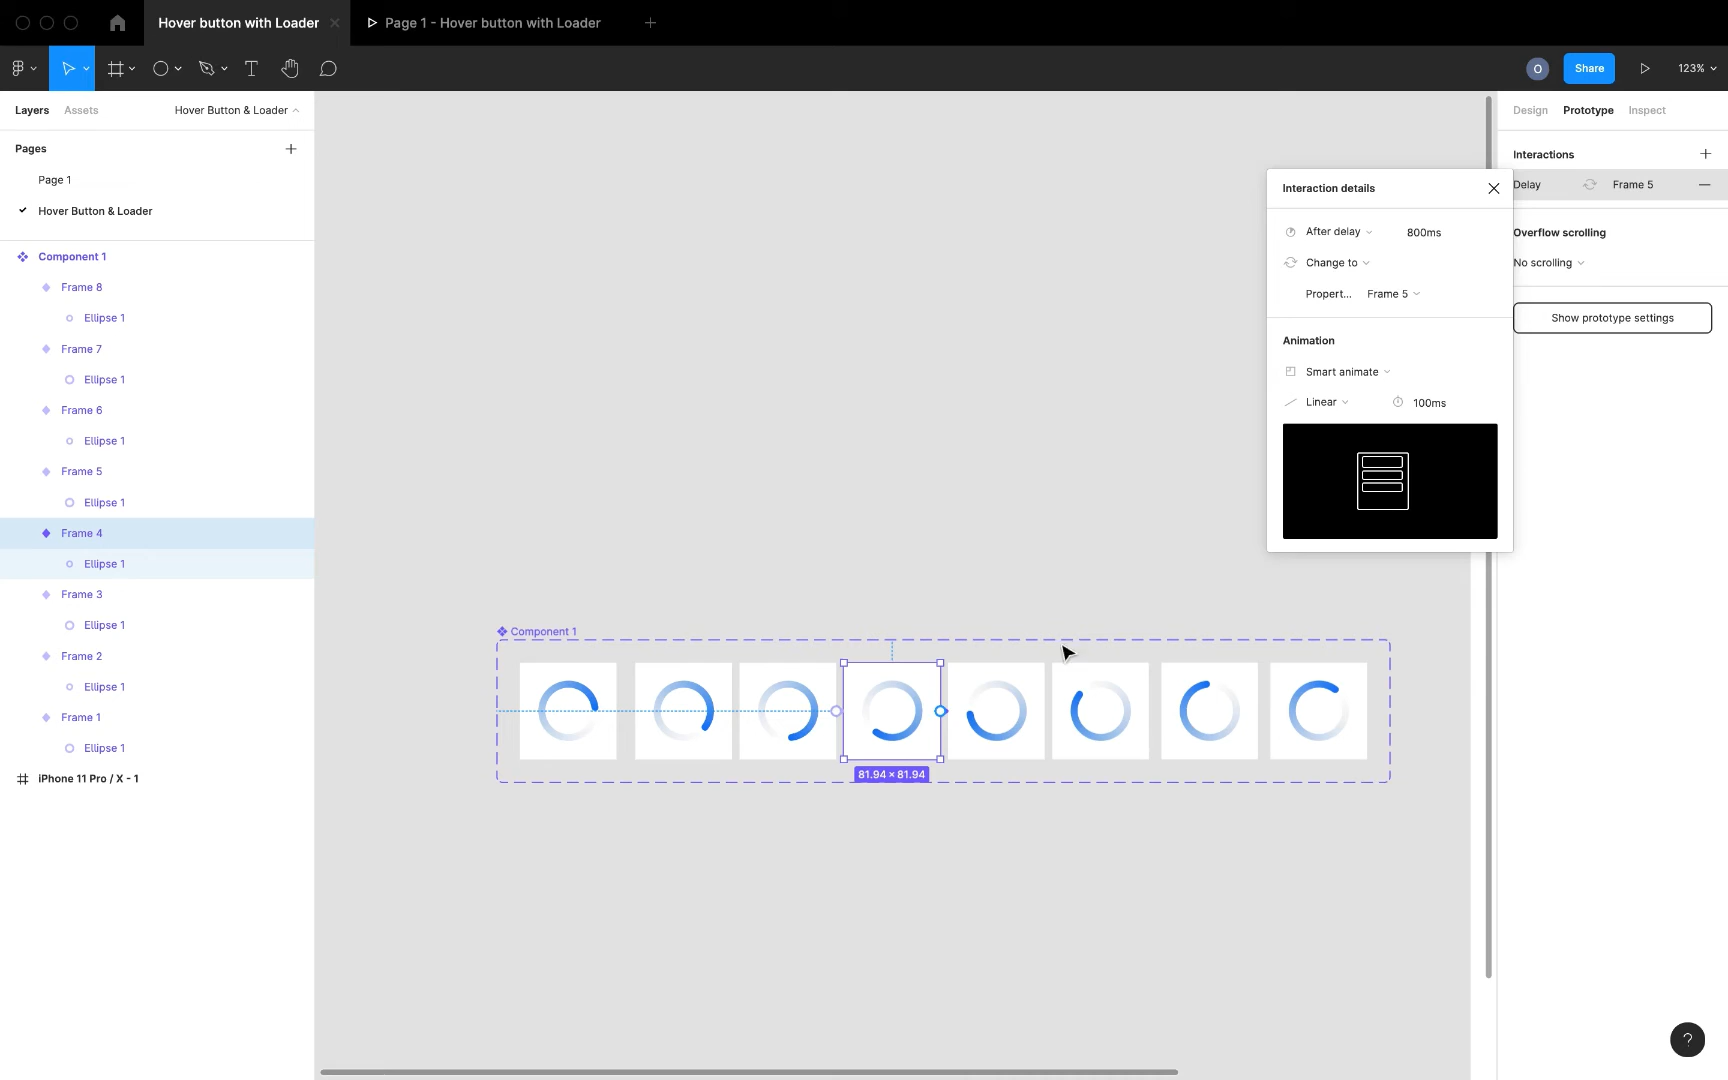 Hover button with Loader
Page 1 - Hover button with Loader
O
Share
123%
Layers
Assets
Hover Button & Loader
Pages
Page 1
Hover Button & Loader
Component 1
Frame 8
Ellipse 1
Frame 7
Ellipse 1
Frame 6
Ellipse 1
Frame 5
Ellipse 1
Frame 4
Ellipse 1
Frame 3
Ellipse 1
Frame 2
Ellipse 1
Frame 1
Ellipse 1
iPhone 11 Pro / X - 1
Component 1
81.94 × 81.94
Interaction details
After delay
800ms
Change to
Propert...
Frame 5
Animation
Smart animate
Linear
100ms
Design
Prototype
Inspect
Interactions
Delay
Frame 5
Overflow scrolling
No scrolling
Show prototype settings
?